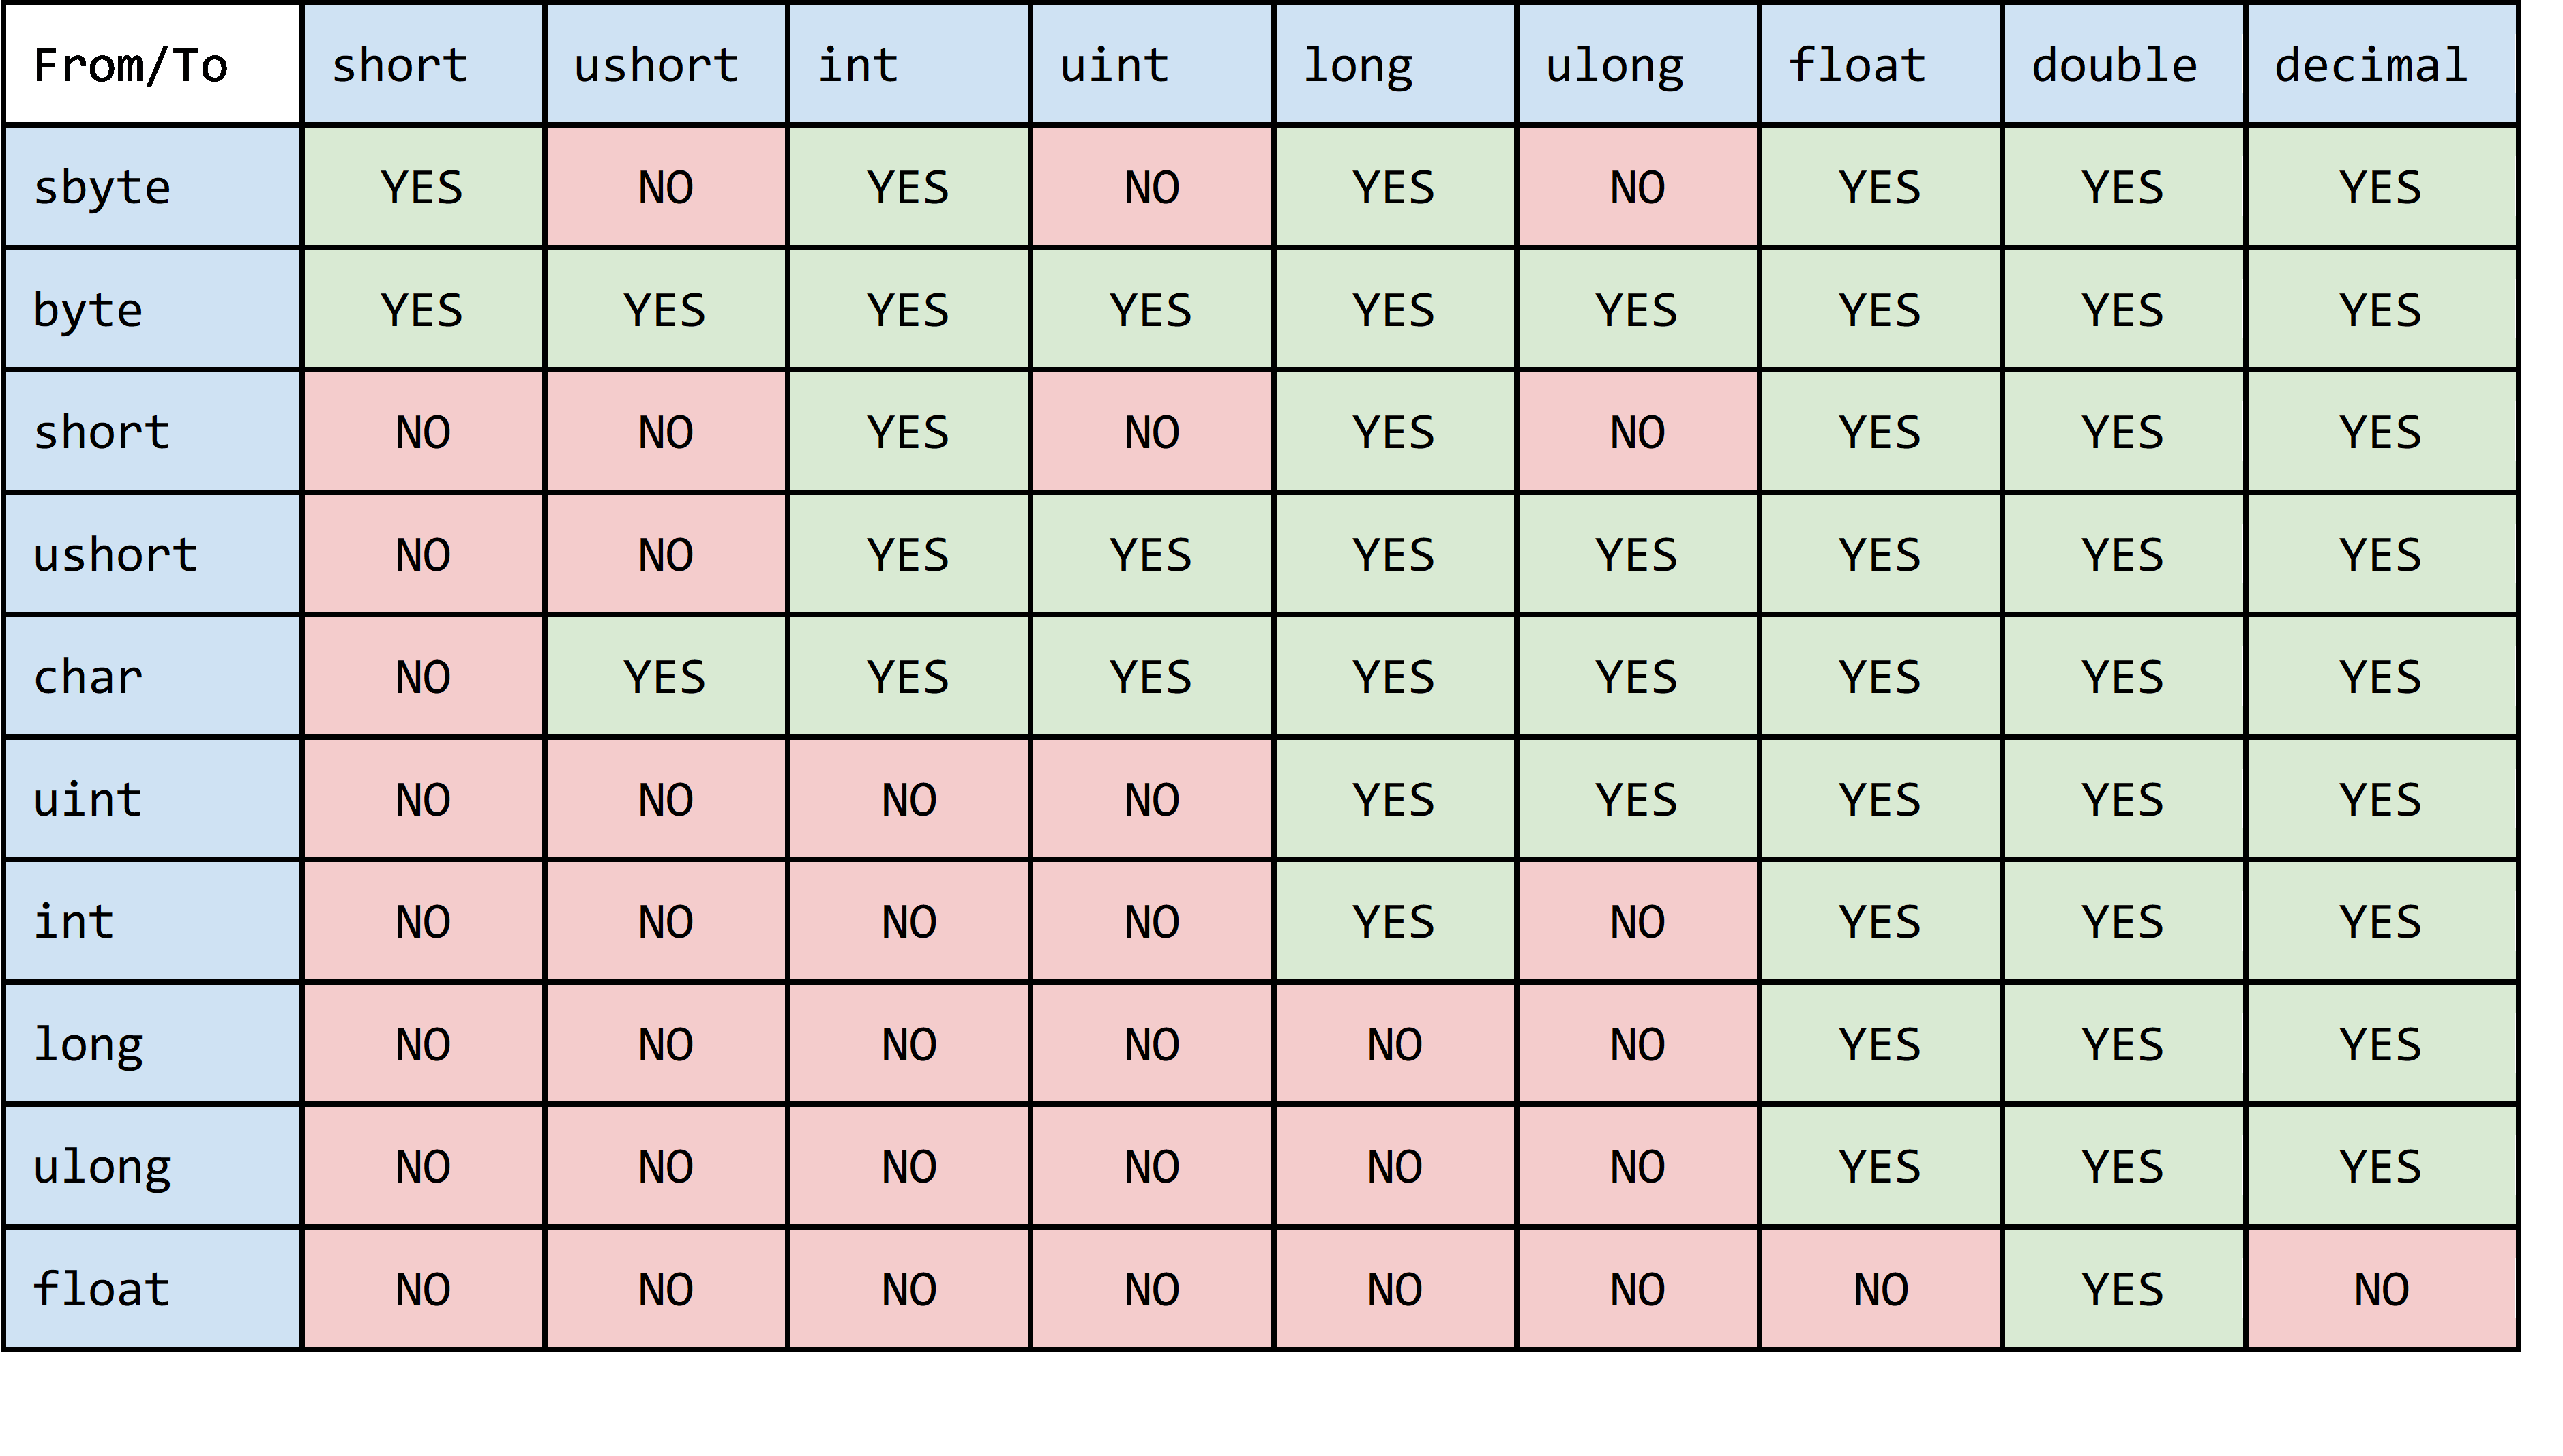 From/To short ushort int uint long ulong float double decimal
sbyte YES NO YES NO YES NO YES YES YES
byte YES YES YES YES YES YES YES YES YES
short NO NO YES NO YES NO YES YES YES
ushort NO NO YES YES YES YES YES YES YES
char NO YES YES YES YES YES YES YES YES
uint NO NO NO NO YES YES YES YES YES
int NO NO NO NO YES NO YES YES YES
long NO NO NO NO NO NO YES YES YES
ulong NO NO NO NO NO NO YES YES YES
float NO NO NO NO NO NO NO YES NO